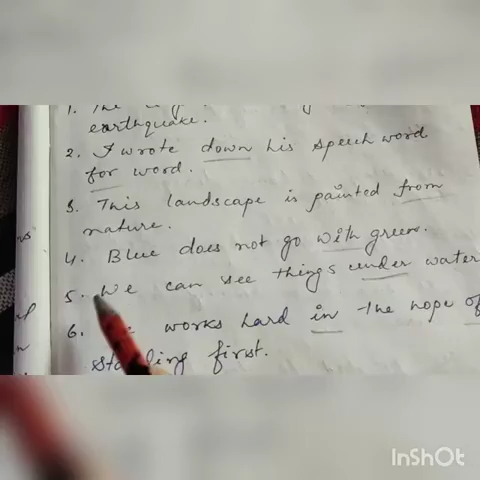 1. The
earthquake.
2. I wrote down his speech word
for word.
3. This landscape is painted from
nature.
4. Blue does not go with green.
5. We can see things under water
6. works hard in the hope of
first.
InShOt